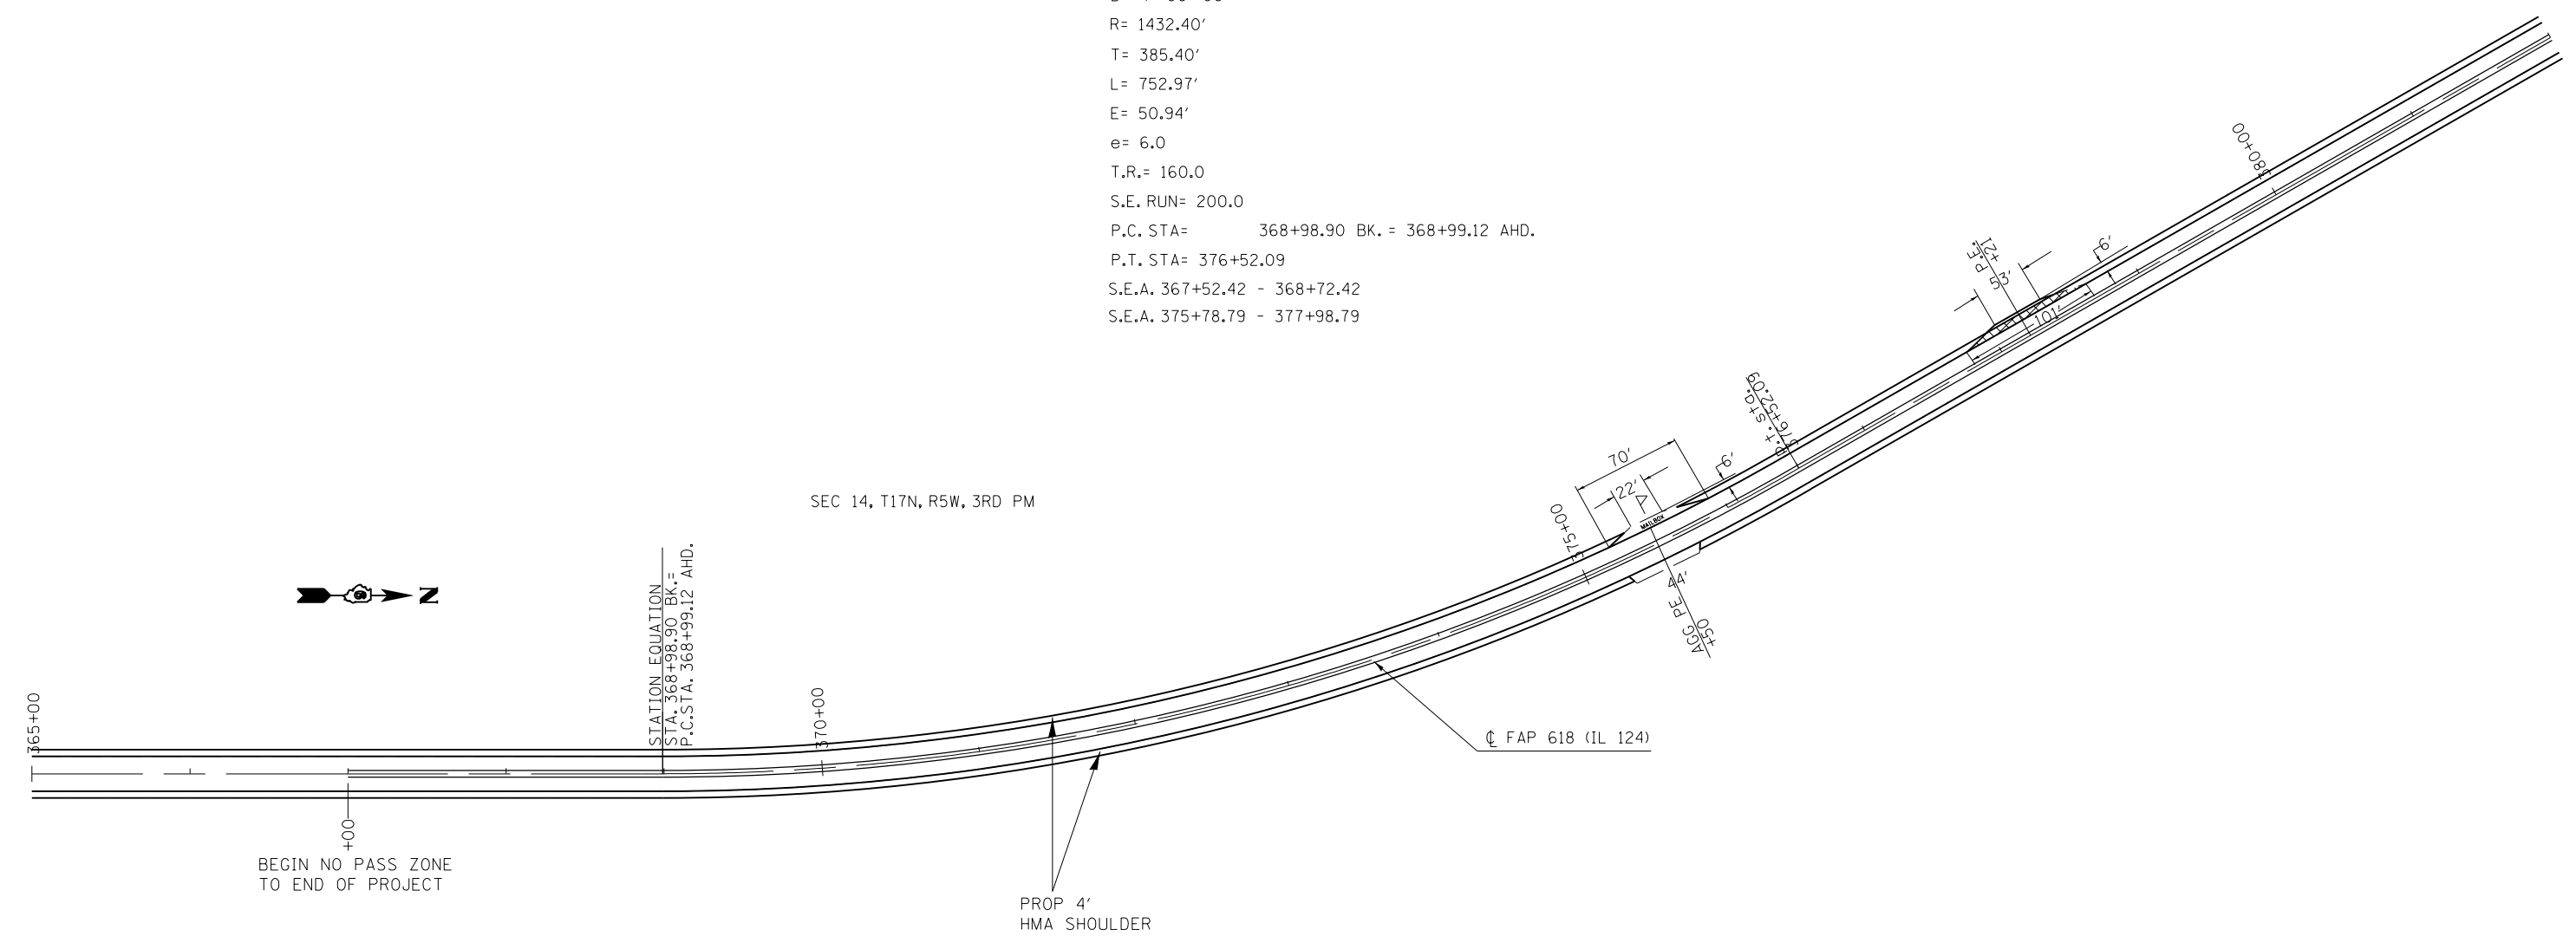 R= 1432.40'
T= 385.40'
L= 752.97'
E= 50.94'
e= 6.0
T.R.= 160.0
S.E. RUN= 200.0
P.C. STA= 368+98.90 BK. = 368+99.12 AHD.
P.T. STA= 376+52.09
S.E.A. 367+52.42 - 368+72.42
S.E.A. 375+78.79 - 377+98.79
380+00
6'
+21
P.E.
53'
101'
P.T. Sta.
376+52.09
70'
6'
22'
MAILBOX
375+00
SEC 14, T17N, R5W, 3RD PM
44'
AGG PE
+50
N
STATION EQUATION
STA. 368+98.90 BK.=
P.C.STA. 368+99.12 AHD.
365+00
370+00
℄ FAP 618 (IL 124)
+00
BEGIN NO PASS ZONE
TO END OF PROJECT
PROP 4'
HMA SHOULDER